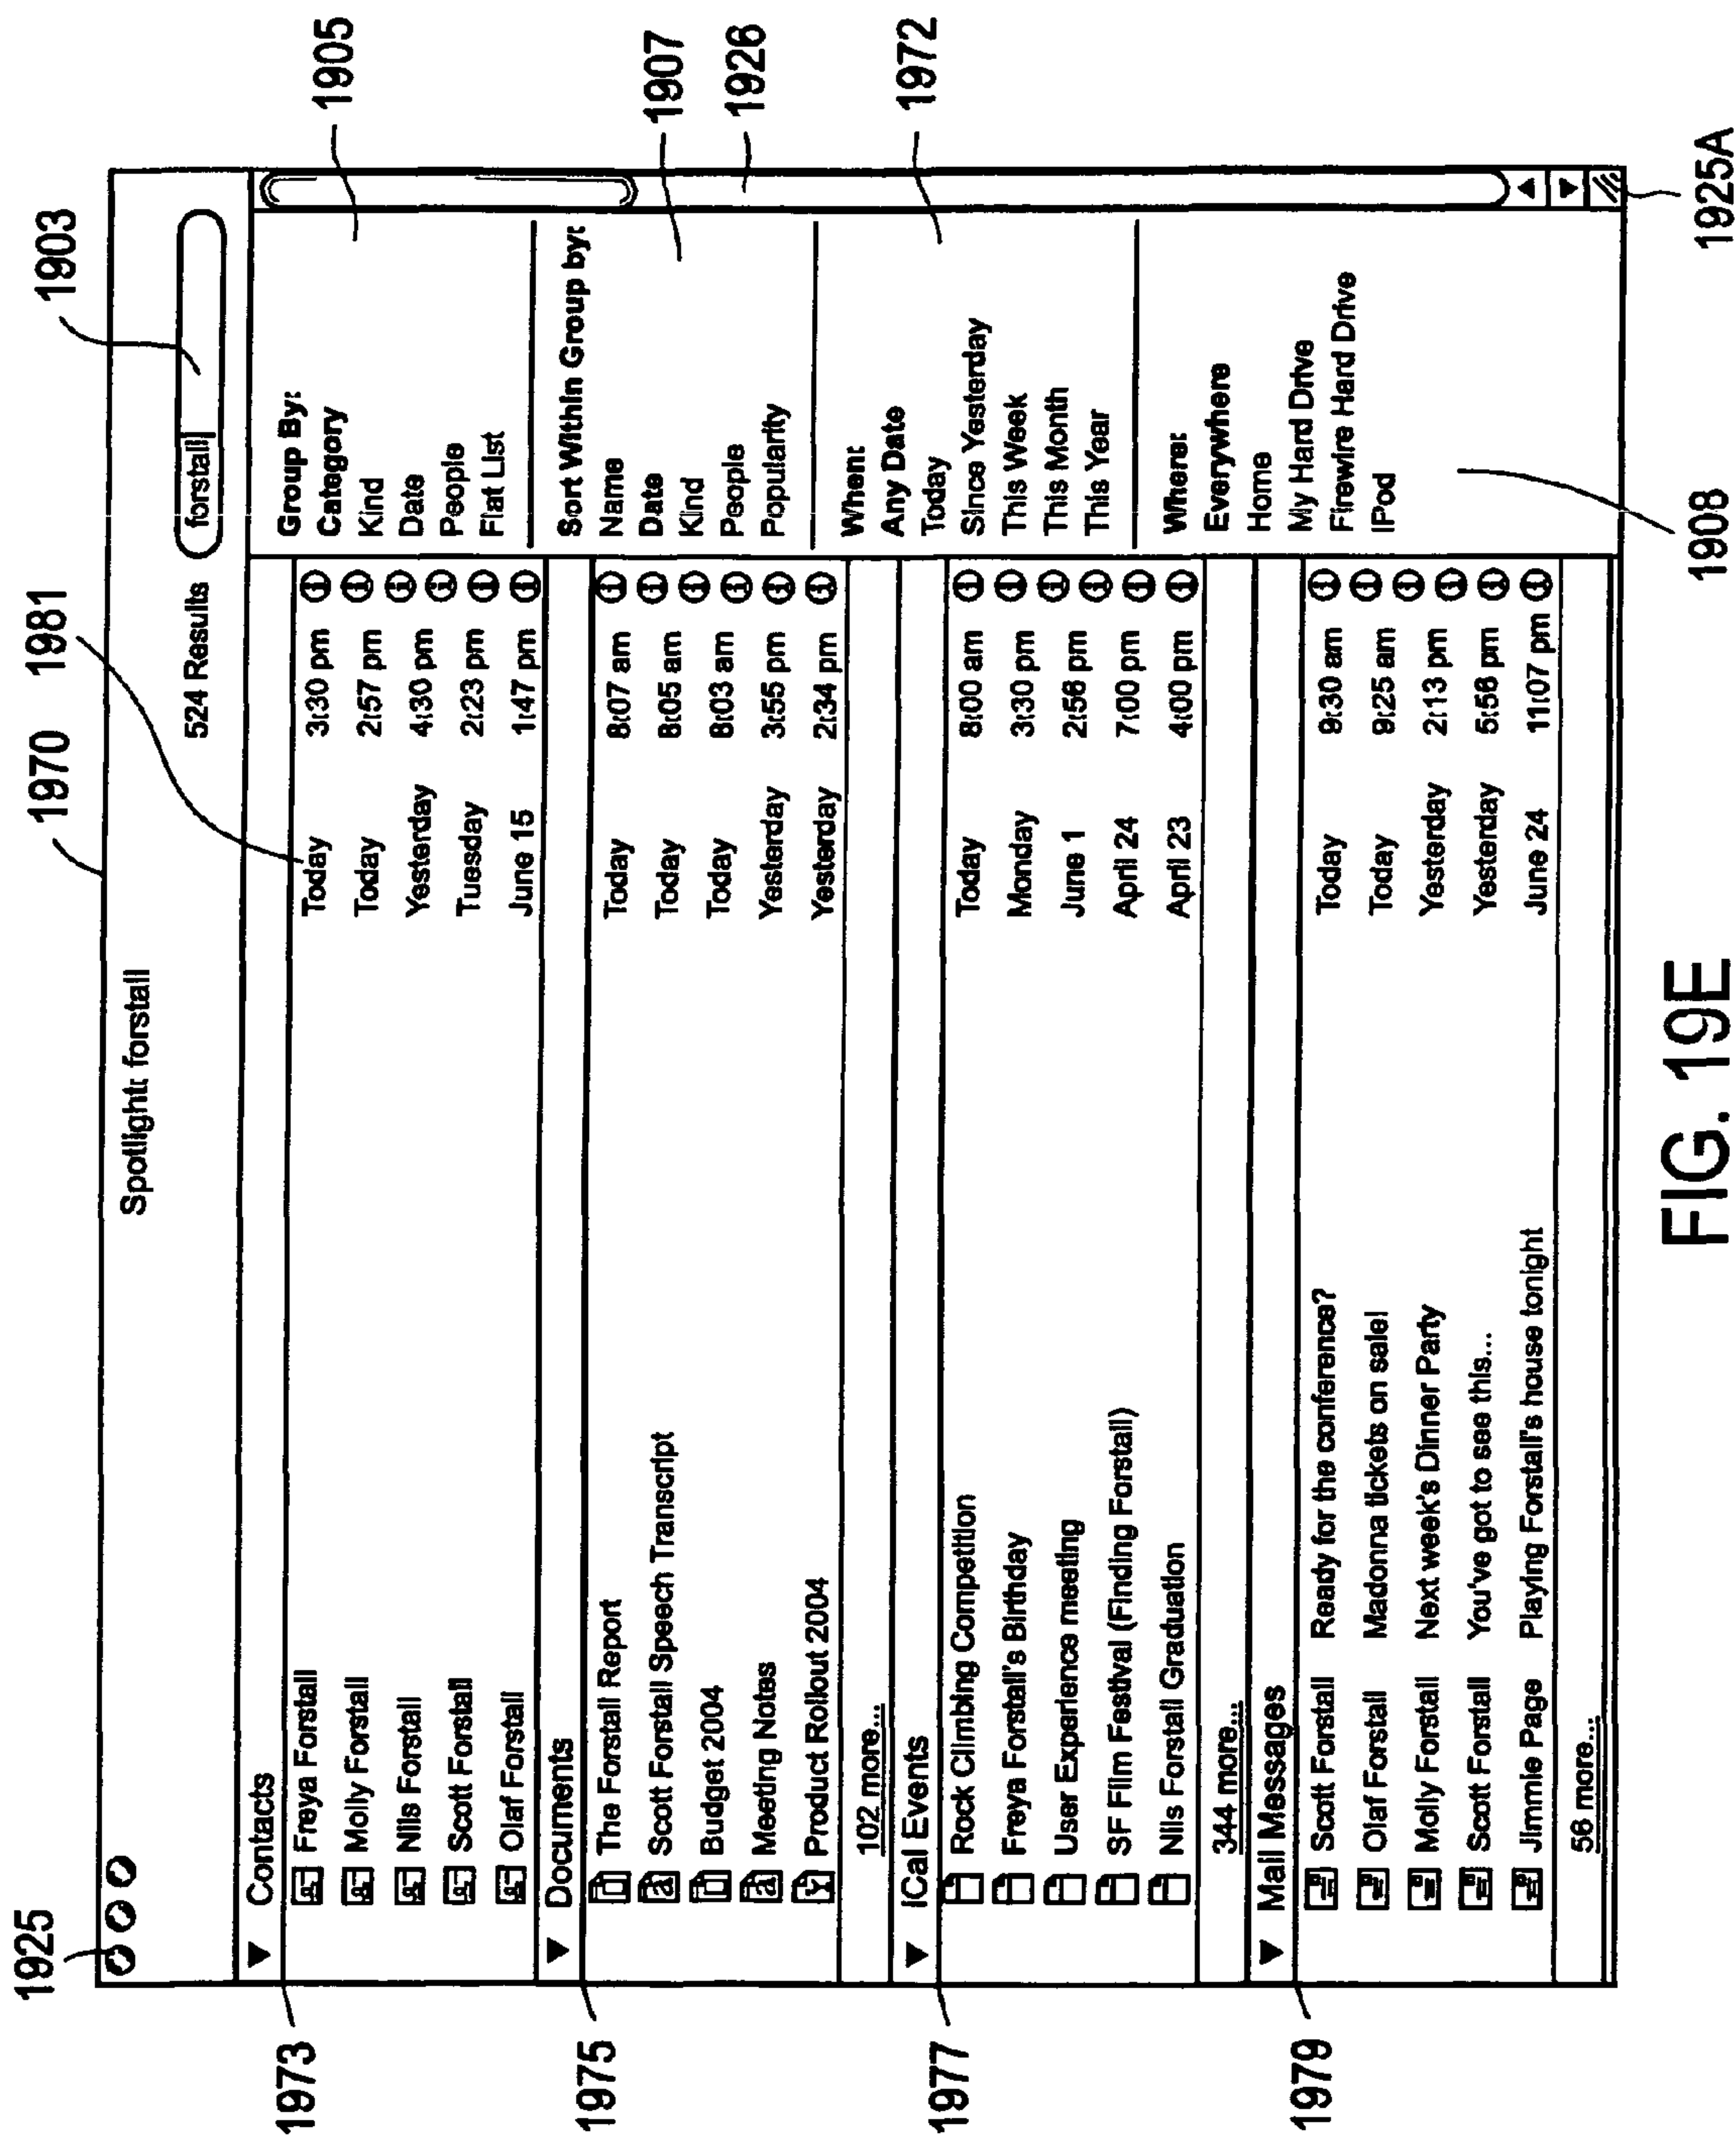 1925
1970
1981
1903
Spotlight: forstall
524 Results
forstall
1905
1907
1926
1972
1973
Contacts
Freya Forstall Today 3:30 pm
Molly Forstall Today 2:57 pm
Nils Forstall Yesterday 4:30 pm
Scott Forstall Tuesday 2:23 pm
Olaf Forstall June 15 1:47 pm
1975
Documents
The Forstall Report Today 8:07 am
Scott Forstall Speech Transcript Today 8:05 am
Budget 2004 Today 8:03 am
Meeting Notes Yesterday 3:55 pm
Product Rollout 2004 Yesterday 2:34 pm
102 more...
1977
iCal Events
Rock Climbing Competition Today 8:00 am
Freya Forstall's Birthday Monday 3:30 pm
User Experience meeting June 1 2:56 pm
SF Film Festival (Finding Forstall) April 24 7:00 pm
Nils Forstall Graduation April 23 4:00 pm
344 more...
1979
Mail Messages
Scott Forstall Ready for the conference? Today 9:30 am
Olaf Forstall Madonna tickets on sale! Today 9:25 am
Molly Forstall Next week's Dinner Party Yesterday 2:13 pm
Scott Forstall You've got to see this... Yesterday 5:56 pm
Jimmie Page Playing Forstall's house tonight June 24 11:07 pm
56 more...
Group By:
Category
Kind
Date
People
Flat List
Sort Within Group by:
Name
Date
Kind
People
Popularity
When:
Any Date
Today
Since Yesterday
This Week
This Month
This Year
Where:
Everywhere
Home
My Hard Drive
Firewire Hard Drive
iPod
1908
1925A
FIG. 19E